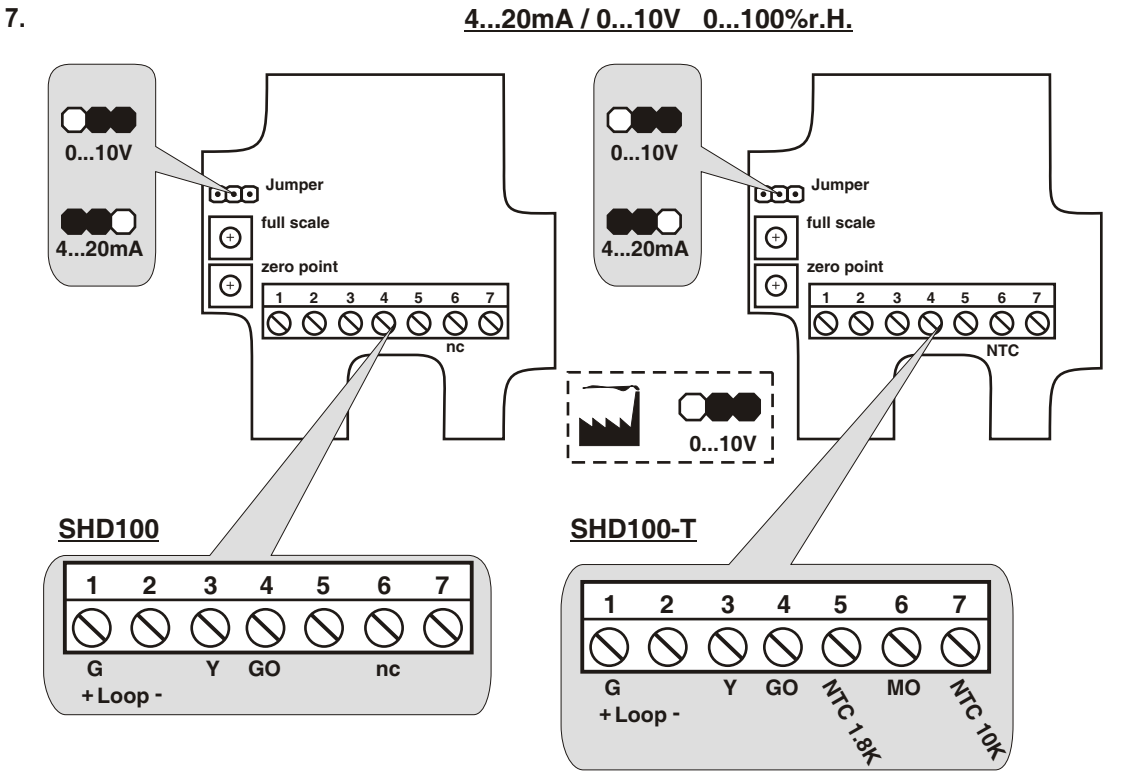 7.
4...20mA / 0...10V 0...100%r.H.
0...10V
4...20mA
Jumper
full scale
zero point
1 2 3 4 5 6 7
nc
0...10V
4...20mA
Jumper
full scale
zero point
1 2 3 4 5 6 7
NTC
0...10V
SHD100
1 2 3 4 5 6 7
G Y GO nc
+ Loop -
SHD100-T
1 2 3 4 5 6 7
G Y GO NTC 1.8K MO NTC 10K
+ Loop -